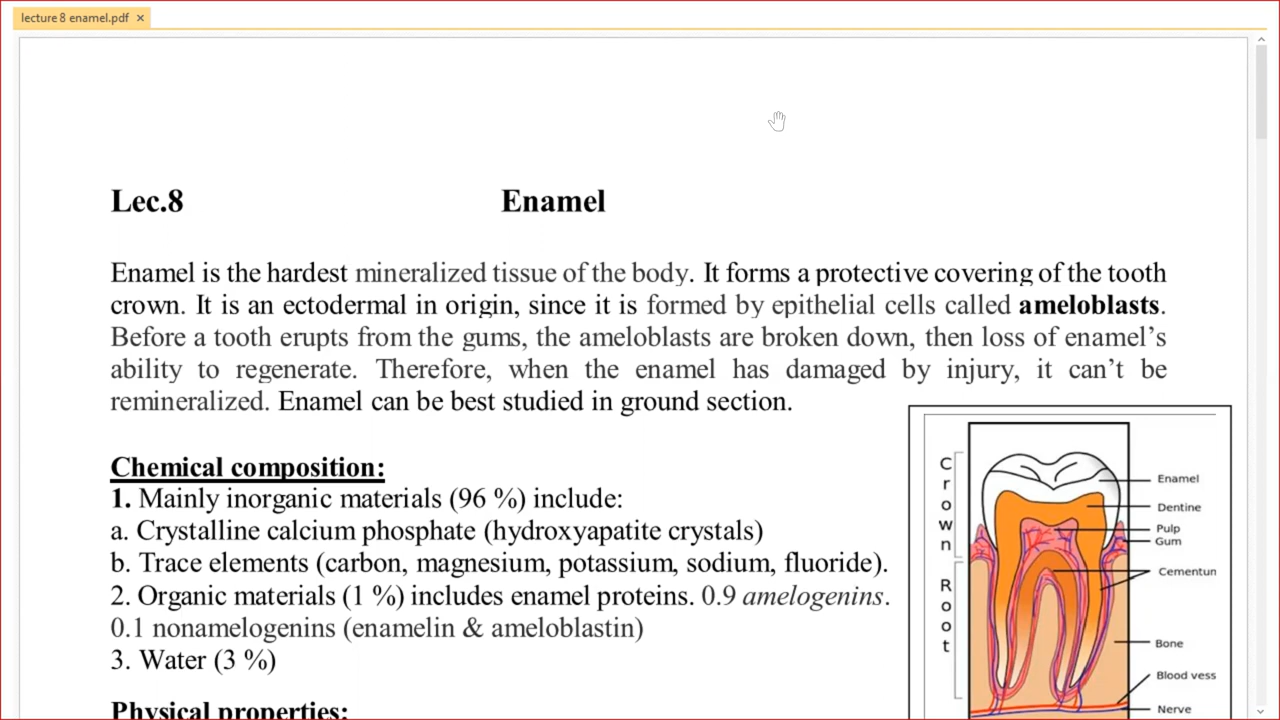 lecture 8 enamel.pdf ×
Lec.8 Enamel
Enamel is the hardest mineralized tissue of the body. It forms a protective covering of the tooth
crown. It is an ectodermal in origin, since it is formed by epithelial cells called ameloblasts.
Before a tooth erupts from the gums, the ameloblasts are broken down, then loss of enamel’s
ability to regenerate. Therefore, when the enamel has damaged by injury, it can’t be
remineralized. Enamel can be best studied in ground section.
Chemical composition:
1. Mainly inorganic materials (96 %) include:
a. Crystalline calcium phosphate (hydroxyapatite crystals)
b. Trace elements (carbon, magnesium, potassium, sodium, fluoride).
2. Organic materials (1 %) includes enamel proteins. 0.9 amelogenins.
0.1 nonamelogenins (enamelin & ameloblastin)
3. Water (3 %)
Physical properties:
Crown
Root
Enamel
Dentine
Pulp
Gum
Cementun
Bone
Blood vess
Nerve